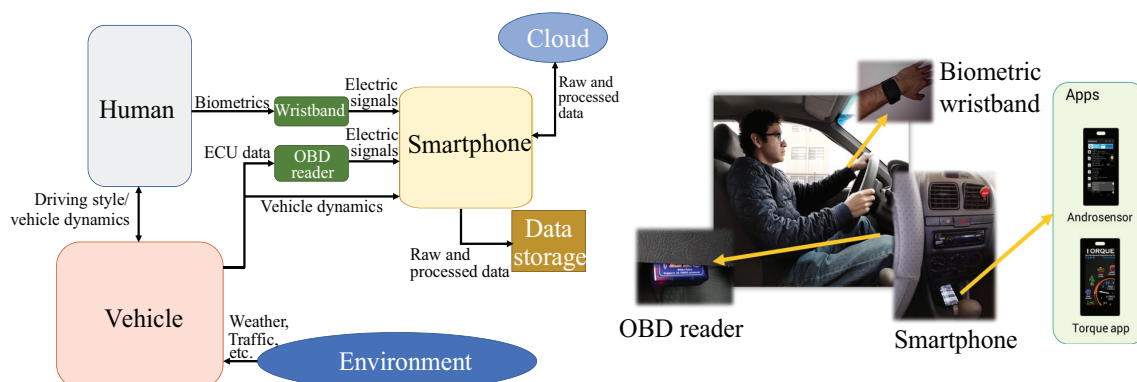 Cloud
Human
Biometrics
Wristband
Electric
signals
Raw and
processed
data
Smartphone
ECU data
OBD
reader
Electric
signals
Driving style/
vehicle dynamics
Vehicle dynamics
Raw and
processed data
Data
storage
Vehicle
Weather,
Traffic,
etc.
Environment
Biometric
wristband
OBD reader
Smartphone
Apps
Androsensor
TORQUE
Torque app